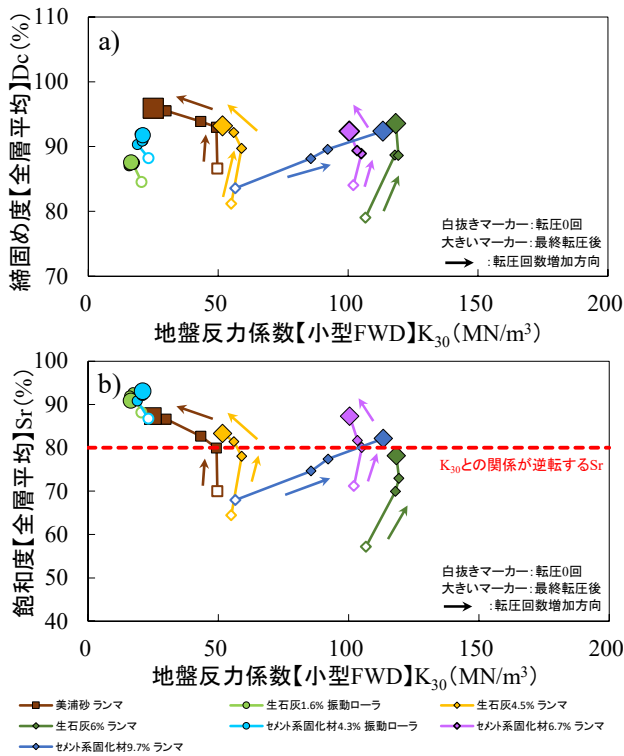 a)
締固め度【全層平均】Dc(%)
100
90
80
70
白抜きマーカー:転圧0回
大きいマーカー:最終転圧後
:転圧回数増加方向
0 50 100 150 200
地盤反力係数【小型FWD】K₃₀(MN/m³)
b)
飽和度【全層平均】Sr(%)
100
90
80
70
60
50
40
K₃₀との関係が逆転するSr
白抜きマーカー:転圧0回
大きいマーカー:最終転圧後
:転圧回数増加方向
0 50 100 150 200
地盤反力係数【小型FWD】K₃₀(MN/m³)
美浦砂 ランマ
生石灰1.6% 振動ローラ
生石灰4.5% ランマ
生石灰6% ランマ
セメント系固化材4.3% 振動ローラ
セメント系固化材6.7% ランマ
セメント系固化材9.7% ランマ